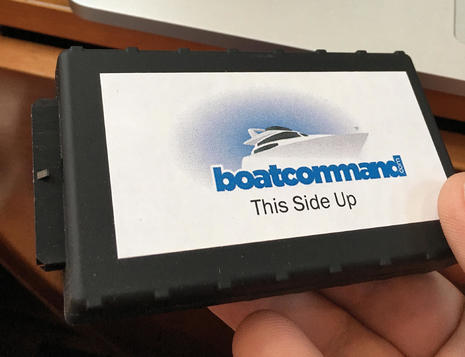 boatcommand.com
This Side Up